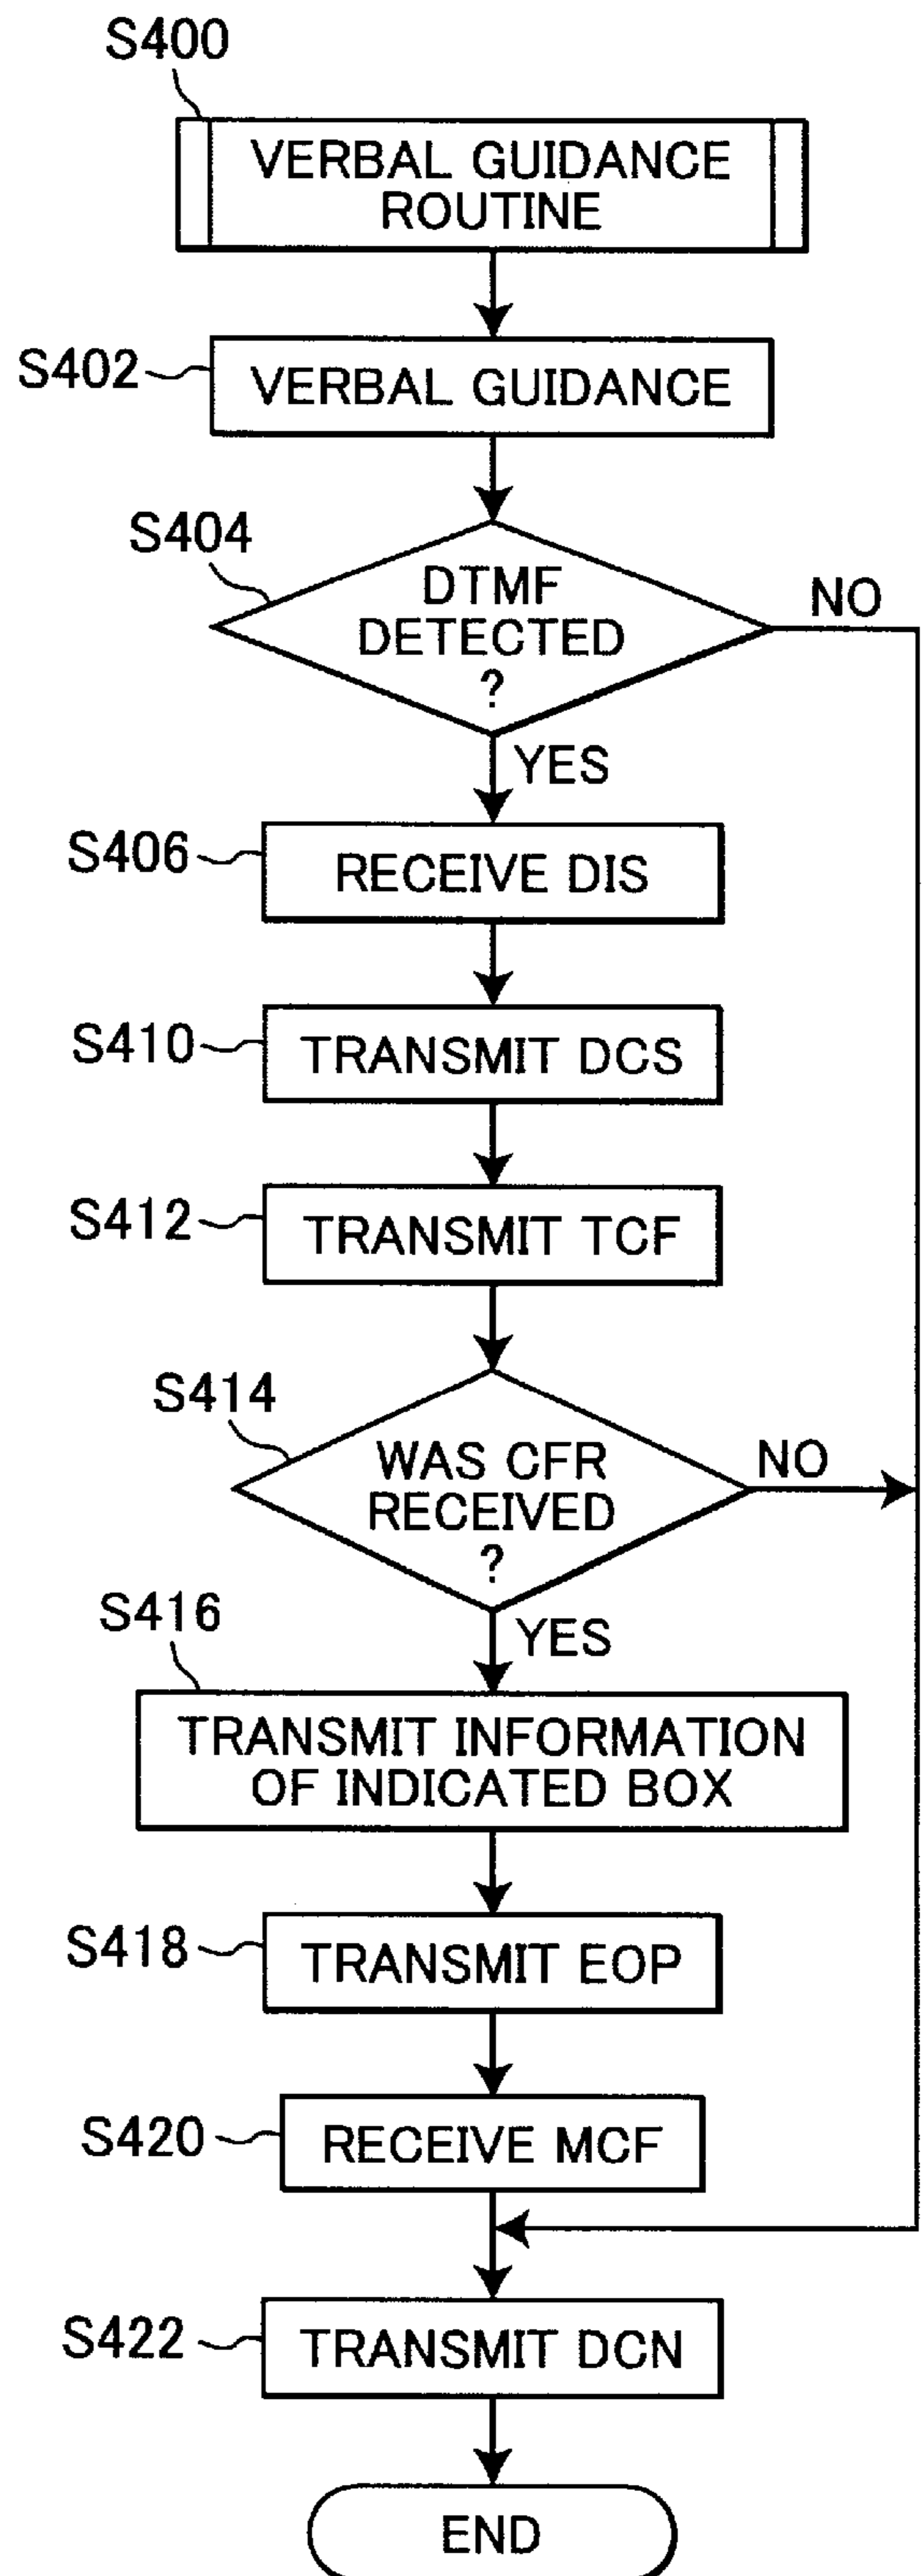 S400
VERBAL GUIDANCE
ROUTINE
S402
VERBAL GUIDANCE
S404
DTMF
DETECTED
?
NO
YES
S406
RECEIVE DIS
S410
TRANSMIT DCS
S412
TRANSMIT TCF
S414
WAS CFR
RECEIVED
?
NO
YES
S416
TRANSMIT INFORMATION
OF INDICATED BOX
S418
TRANSMIT EOP
S420
RECEIVE MCF
S422
TRANSMIT DCN
END